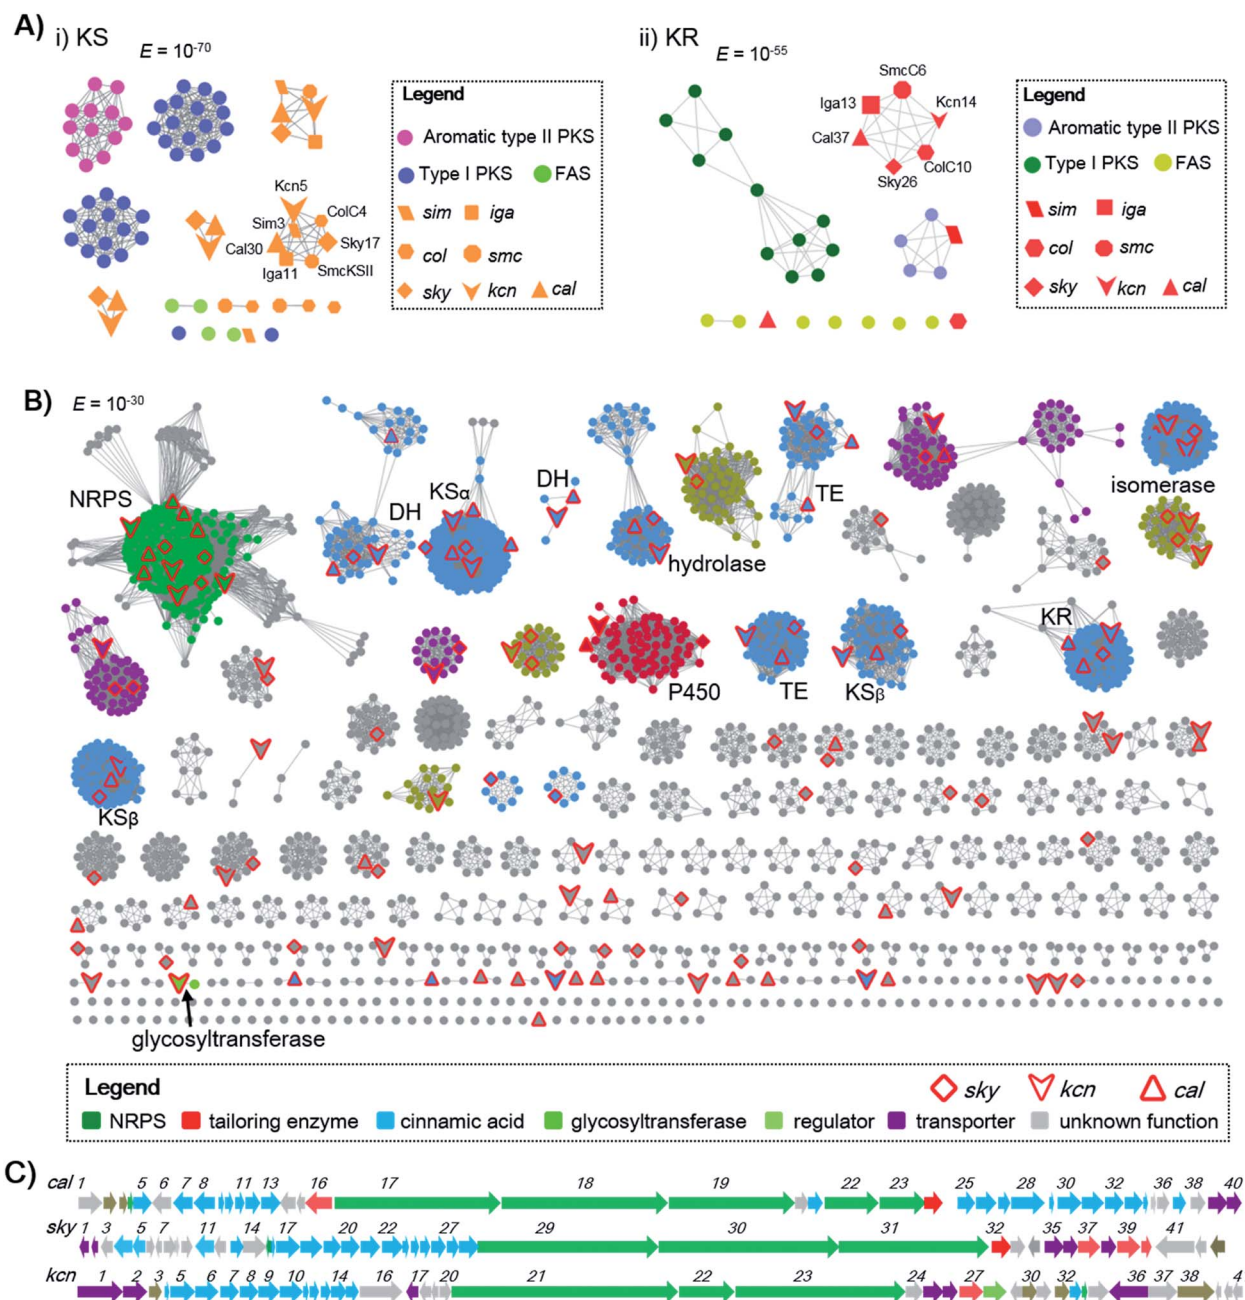 A)
i) KS
E = 10-70
Kcn5
ColC4
Sim3
Cal30
Sky17
Iga11
SmcKSII
Legend
Aromatic type II PKS
Type I PKS
FAS
sim
iga
col
smc
sky
kcn
cal
ii) KR
E = 10-55
SmcC6
Iga13
Kcn14
Cal37
ColC10
Sky26
Legend
Aromatic type II PKS
Type I PKS
FAS
sim
iga
col
smc
sky
kcn
cal
B)
E = 10-30
NRPS
DH
KSα
DH
TE
hydrolase
isomerase
P450
TE
KSβ
KR
KSβ
glycosyltransferase
Legend
sky
kcn
cal
NRPS
tailoring enzyme
cinnamic acid
glycosyltransferase
regulator
transporter
unknown function
C)
cal 1 5 6 7 8 11 13 16 17 18 19 22 23 25 28 30 32 36 38 40
sky 1 3 5 7 11 14 17 20 22 27 29 30 31 32 35 37 39 41
kcn 1 2 3 5 6 7 8 9 10 14 16 17 20 21 22 23 24 27 30 32 36 37 38 4